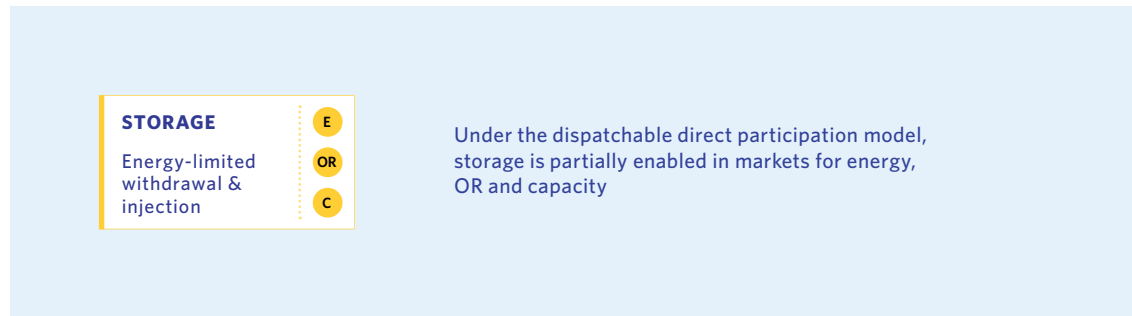 STORAGE
Energy-limited
withdrawal &
injection
E
OR
C
Under the dispatchable direct participation model,
storage is partially enabled in markets for energy,
OR and capacity